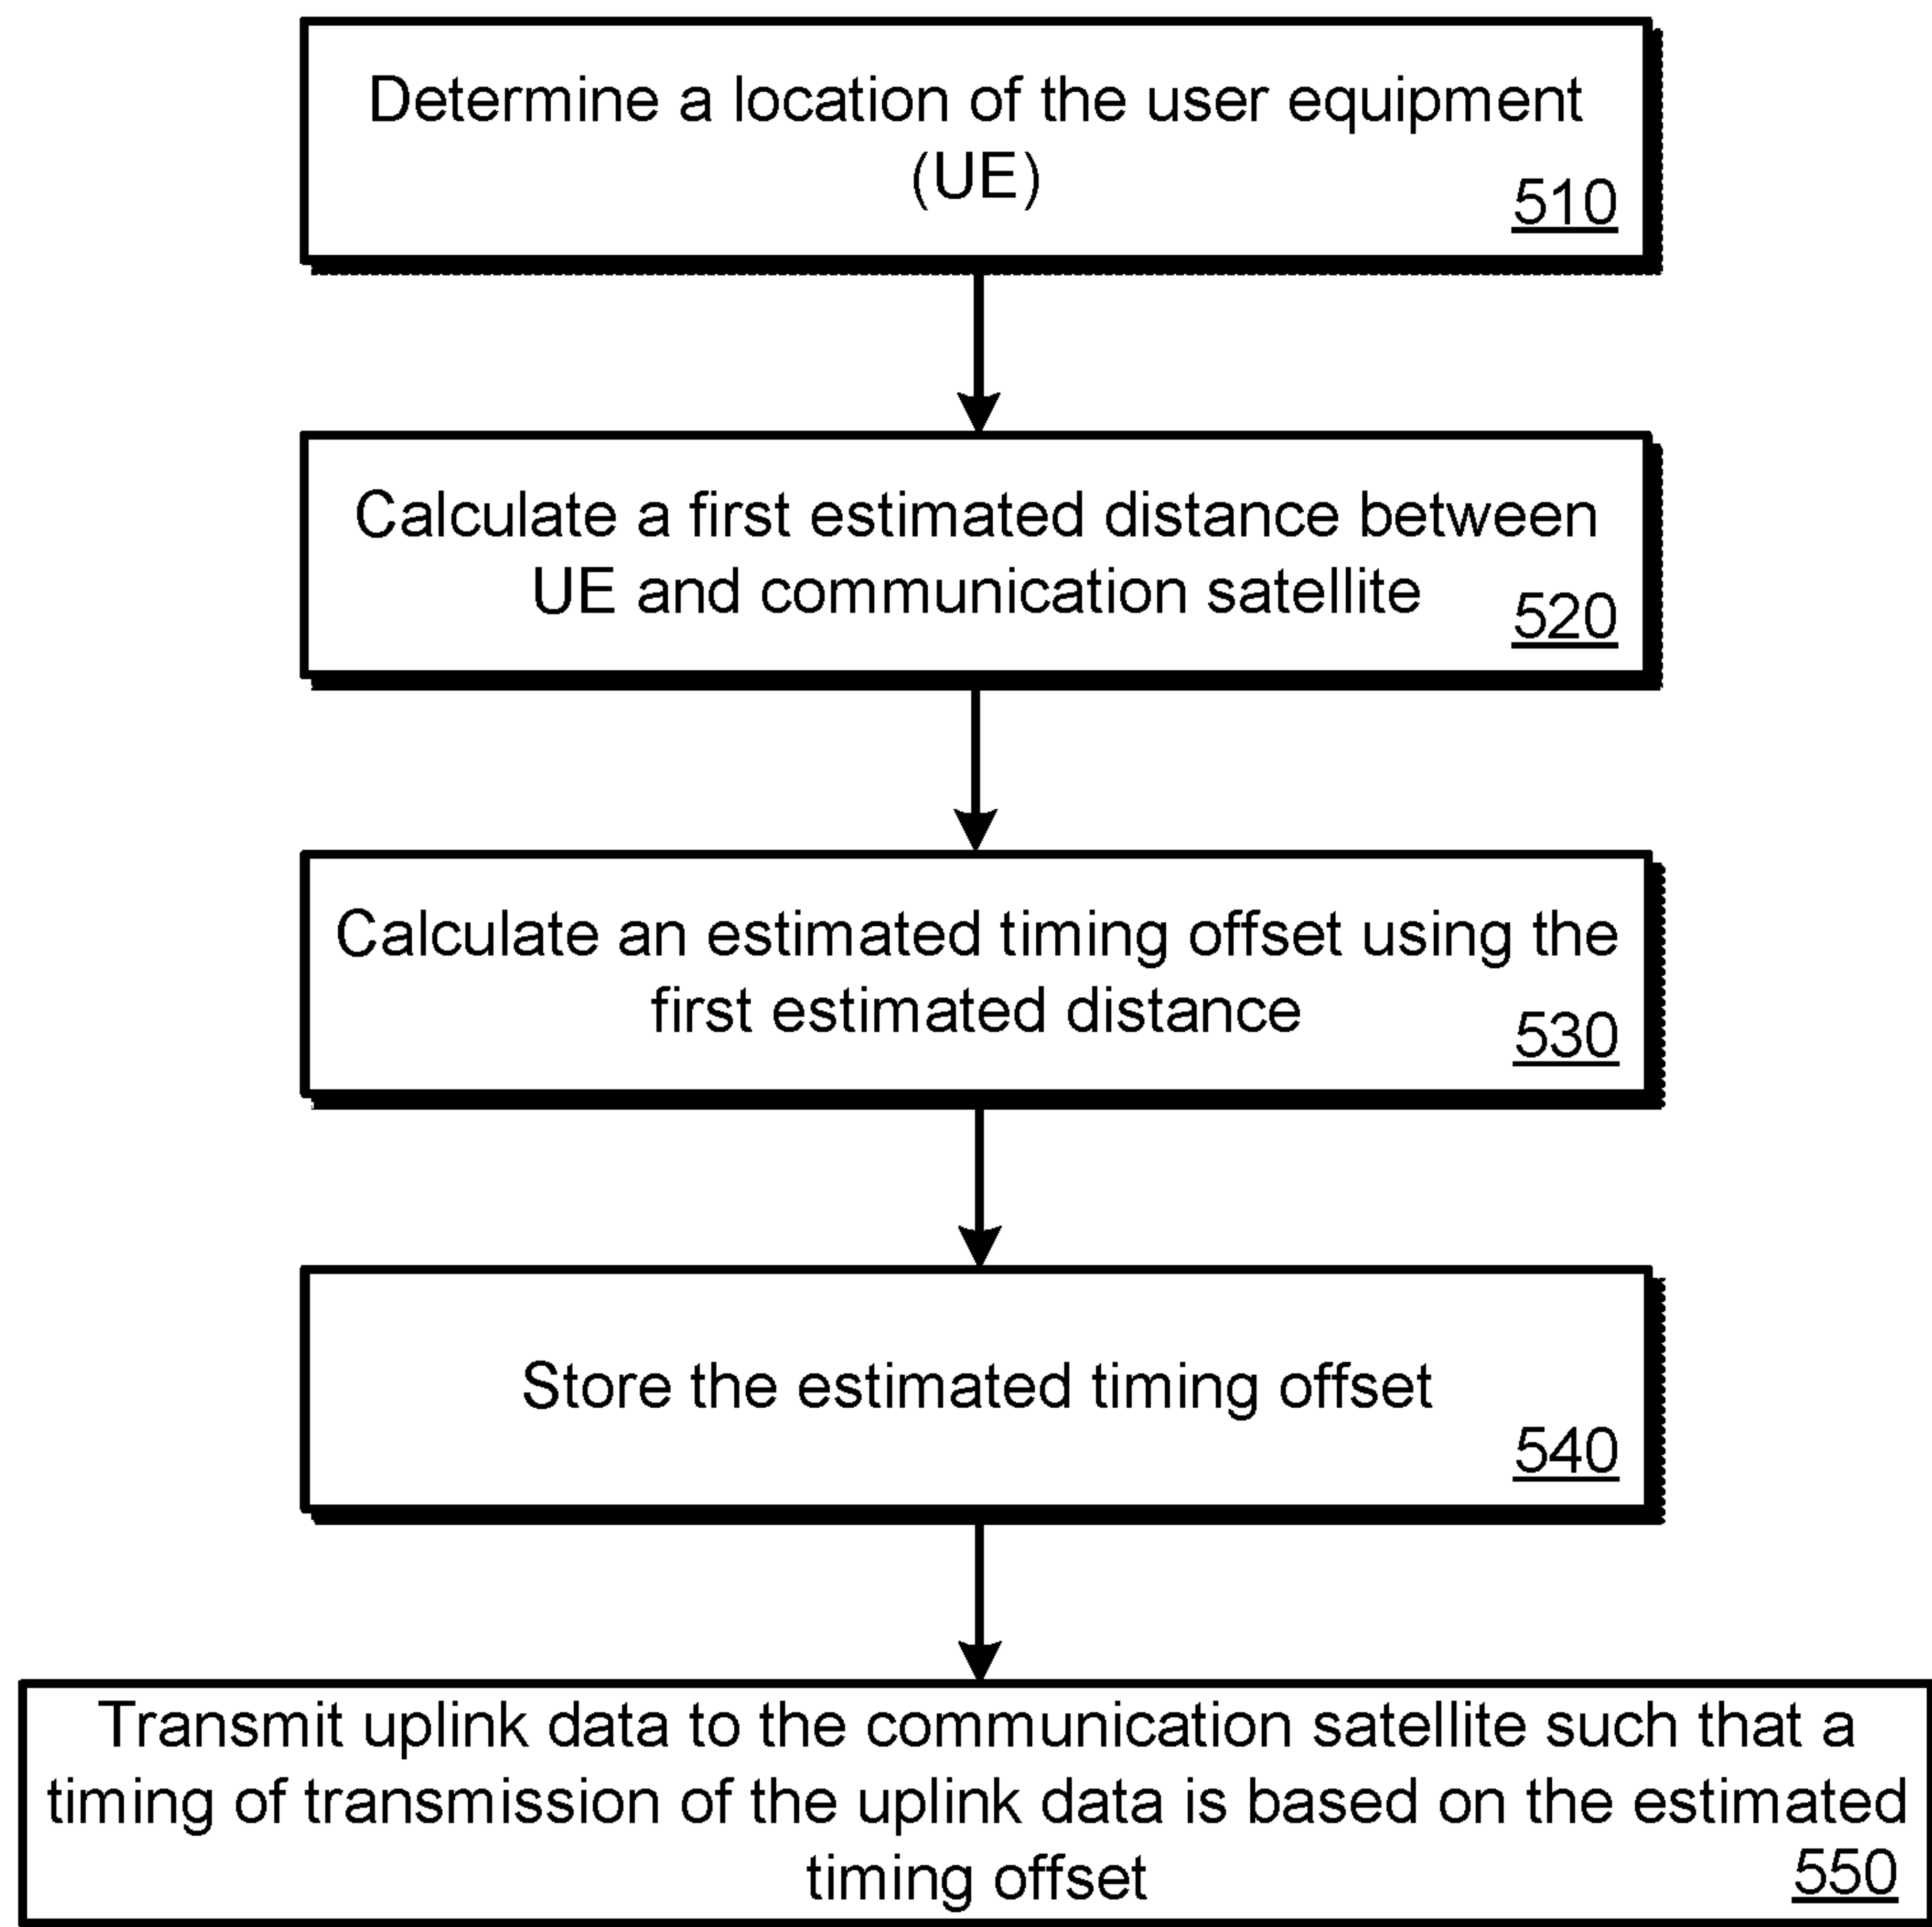 Determine a location of the user equipment
(UE)
510
Calculate a first estimated distance between
UE and communication satellite
520
Calculate an estimated timing offset using the
first estimated distance
530
Store the estimated timing offset
540
Transmit uplink data to the communication satellite such that a
timing of transmission of the uplink data is based on the estimated
timing offset
550